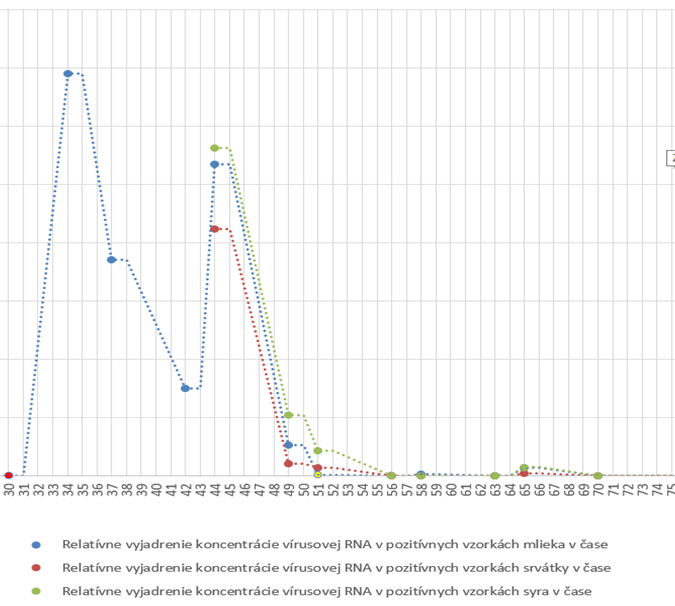 30 31 32 33 34 35 36 37 38 39 40 41 42 43 44 45 46 47 48 49 50 51 52 53 54 55 56 57 58 59 60 61 62 63 64 65 66 67 68 69 70 71 72 73 74 75
Relatívne vyjadrenie koncentrácie vírusovej RNA v pozitívnych vzorkách mlieka v čase
Relatívne vyjadrenie koncentrácie vírusovej RNA v pozitívnych vzorkách srvátky v čase
Relatívne vyjadrenie koncentrácie vírusovej RNA v pozitívnych vzorkách syra v čase